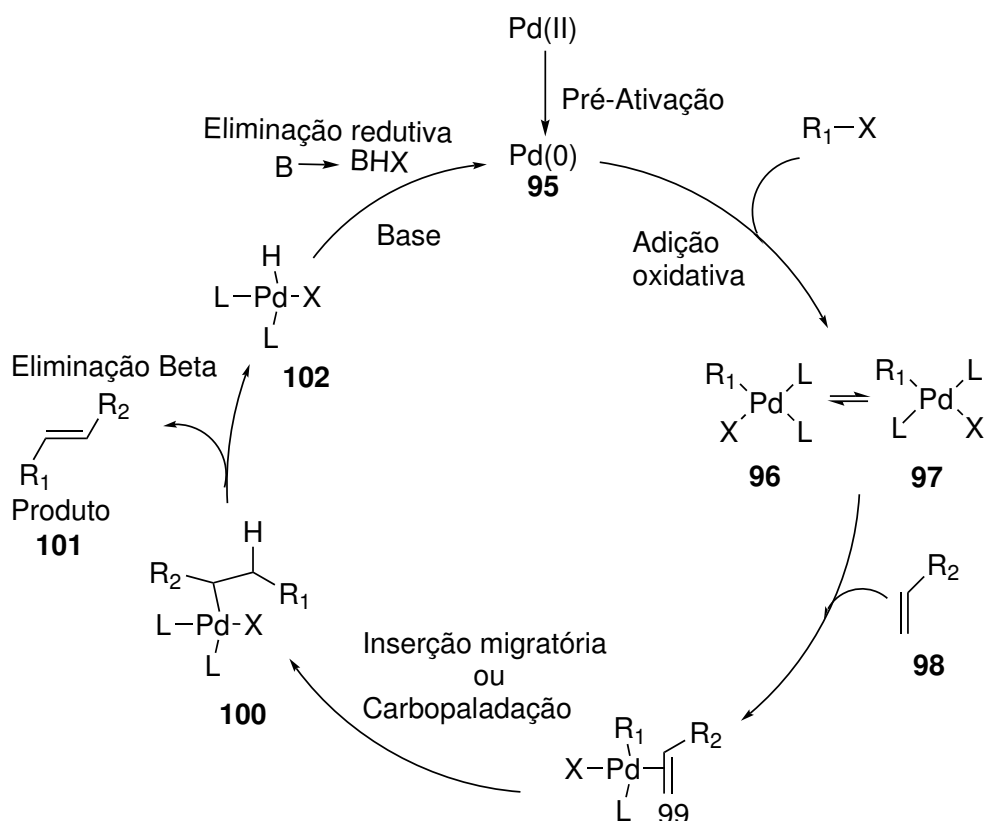 Pd(II)
Pré-Ativação
Eliminação redutiva
B
BHX
Pd(0)
95
R1
X
Base
Adição
oxidativa
H
L
Pd
X
L
102
Eliminação Beta
R2
R1
Produto
101
R1
L
Pd
X
L
96
R1
L
Pd
L
X
97
H
R2
R1
L
Pd
X
L
100
R2
98
Inserção migratória
ou
Carbopaladação
R1
R2
X
Pd
L
99